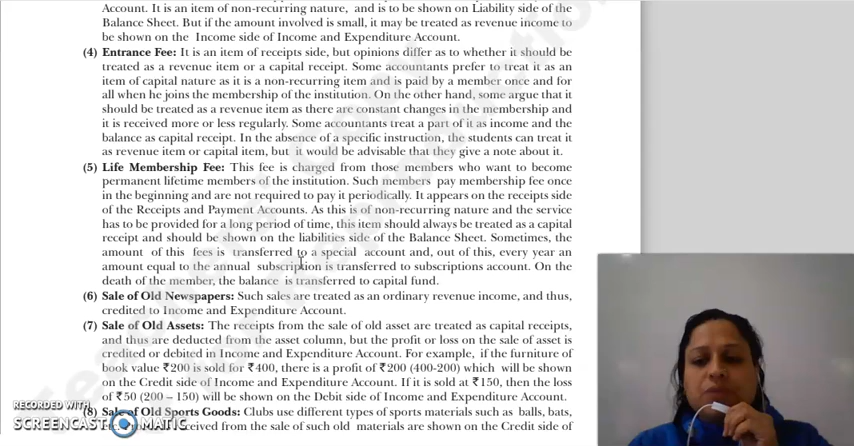 Account. It is an item of non-recurring nature, and is to be shown on Liability side of the
Balance Sheet. But if the amount involved is small, it may be treated as revenue income to
be shown on the Income side of Income and Expenditure Account.
(4) Entrance Fee: It is an item of receipts side, but opinions differ as to whether it should be
treated as a revenue item or a capital receipt. Some accountants prefer to treat it as an
item of capital nature as it is a non-recurring item and is paid by a member once and for
all when he joins the membership of the institution. On the other hand, some argue that it
should be treated as a revenue item as there are constant changes in the membership and
it is received more or less regularly. Some accountants treat a part of it as income and the
balance as capital receipt. In the absence of a specific instruction, the students can treat it
as revenue item or capital item, but it would be advisable that they give a note about it.
(5) Life Membership Fee: This fee is charged from those members who want to become
permanent lifetime members of the institution. Such members pay membership fee once
in the beginning and are not required to pay it periodically. It appears on the receipts side
of the Receipts and Payment Accounts. As this is of non-recurring nature and the service
has to be provided for a long period of time, this item should always be treated as a capital
receipt and should be shown on the liabilities side of the Balance Sheet. Sometimes, the
amount of this fees is transferred to a special account and, out of this, every year an
amount equal to the annual subscription is transferred to subscriptions account. On the
death of the member, the balance is transferred to capital fund.
(6) Sale of Old Newspapers: Such sales are treated as an ordinary revenue income, and thus,
credited to Income and Expenditure Account.
(7) Sale of Old Assets: The receipts from the sale of old asset are treated as capital receipts,
and thus are deducted from the asset column, but the profit or loss on the sale of asset is
credited or debited in Income and Expenditure Account. For example, if the furniture of
book value ₹200 is sold for ₹400, there is a profit of ₹200 (400-200) which will be shown
on the Credit side of Income and Expenditure Account. If it is sold at ₹150, then the loss
of ₹50 (200 – 150) will be shown on the Debit side of Income and Expenditure Account.
(8) Sale of Old Sports Goods: Clubs use different types of sports materials such as balls, bats,
received from the sale of such old materials are shown on the Credit side of
RECORDED WITH
SCREENCAST MATIC